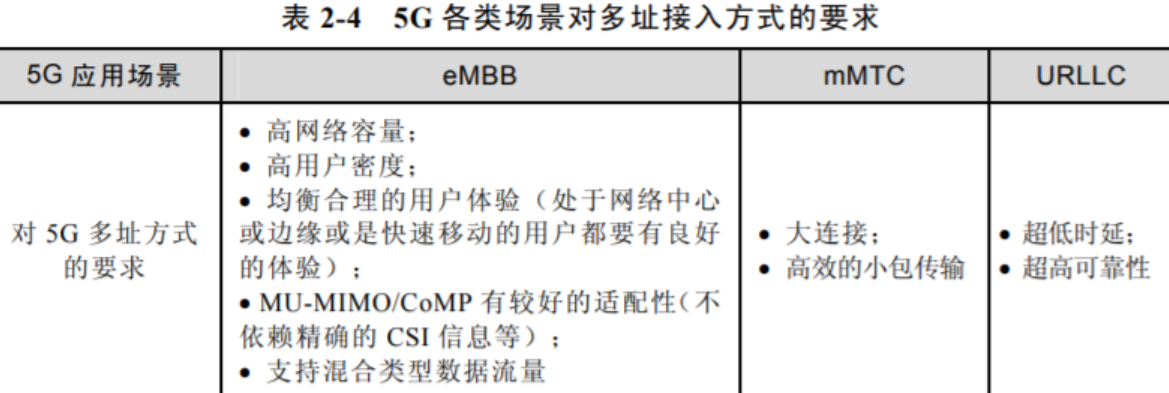 表 2-4 5G 各类场景对多址接入方式的要求
5G 应用场景
eMBB
mMTC
URLLC
对 5G 多址方式
的要求
• 高网络容量；
• 高用户密度；
• 均衡合理的用户体验（处于网络中心
或边缘或是快速移动的用户都要有良好
的体验）；
• MU-MIMO/CoMP 有较好的适配性（不
依赖精确的 CSI 信息等）；
• 支持混合类型数据流量
• 大连接；
• 高效的小包传输
• 超低时延；
• 超高可靠性